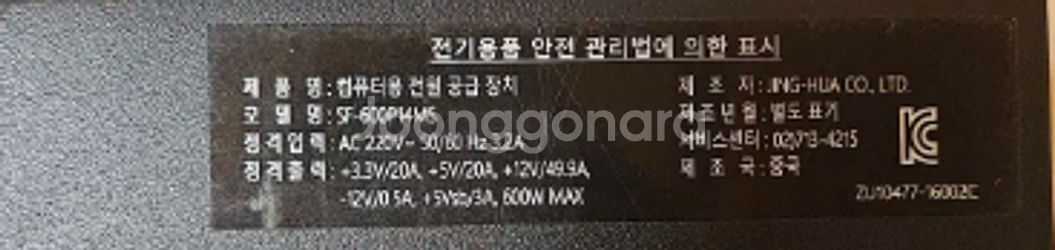 전기용품 안전 관리법에 의한 표시
제 품 명 : 컴퓨터용 전원 공급 장치
모 델 명 : SF-600P14MS
정격입력 : AC 220V~ 50/60 Hz 3.2A
정격출력 : +3.3V/20A, +5V/20A, +12V/49.9A,
-12V/0.5A, +5Vsb/3A, 600W MAX
제 조 자 : JING-HUA CO., LTD.
제조년월 : 별도 표기
서비스센터 : 02)713-4215
제 조 국 : 중국
ZU10477-16002C
Joonggonara